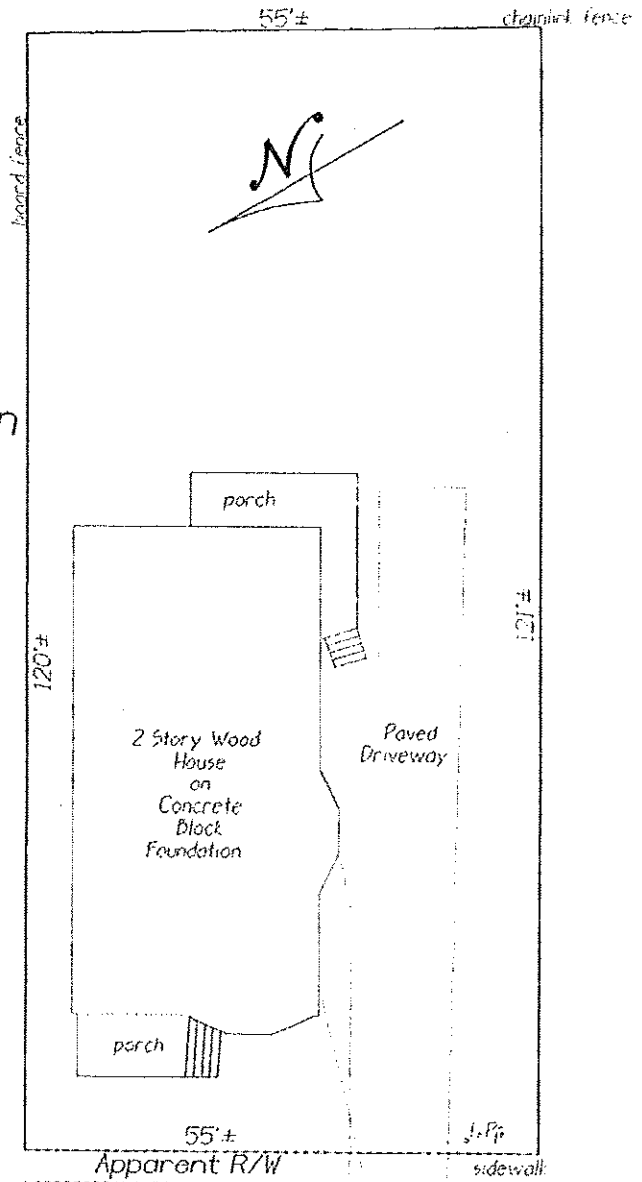 55'±
chainlink fence
board fence
N
porch
120'±
121'±
2 Story Wood
House
on
Concrete
Block
Foundation
Paved
Driveway
porch
55'±
Apparent R/W
sidewalk